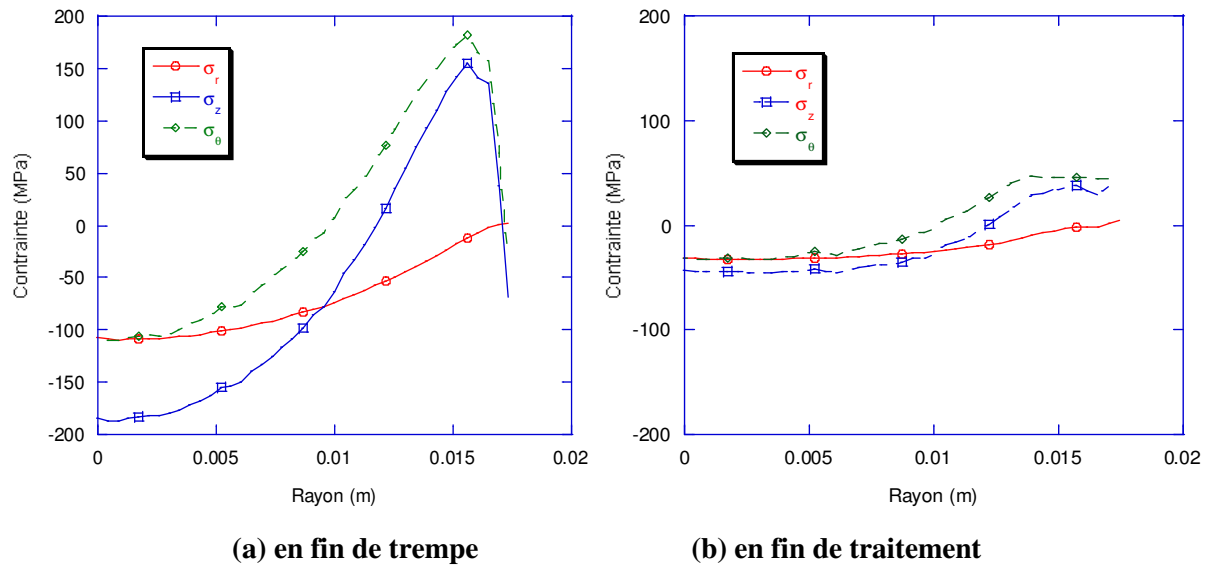 200
150
100
50
0
-50
-100
-150
-200
Contrainte (MPa)
σr
σz
σθ
0 0.005 0.01 0.015 0.02
Rayon (m)
(a) en fin de trempe
200
100
0
-100
-200
Contrainte (MPa)
σr
σz
σθ
0 0.005 0.01 0.015 0.02
Rayon (m)
(b) en fin de traitement